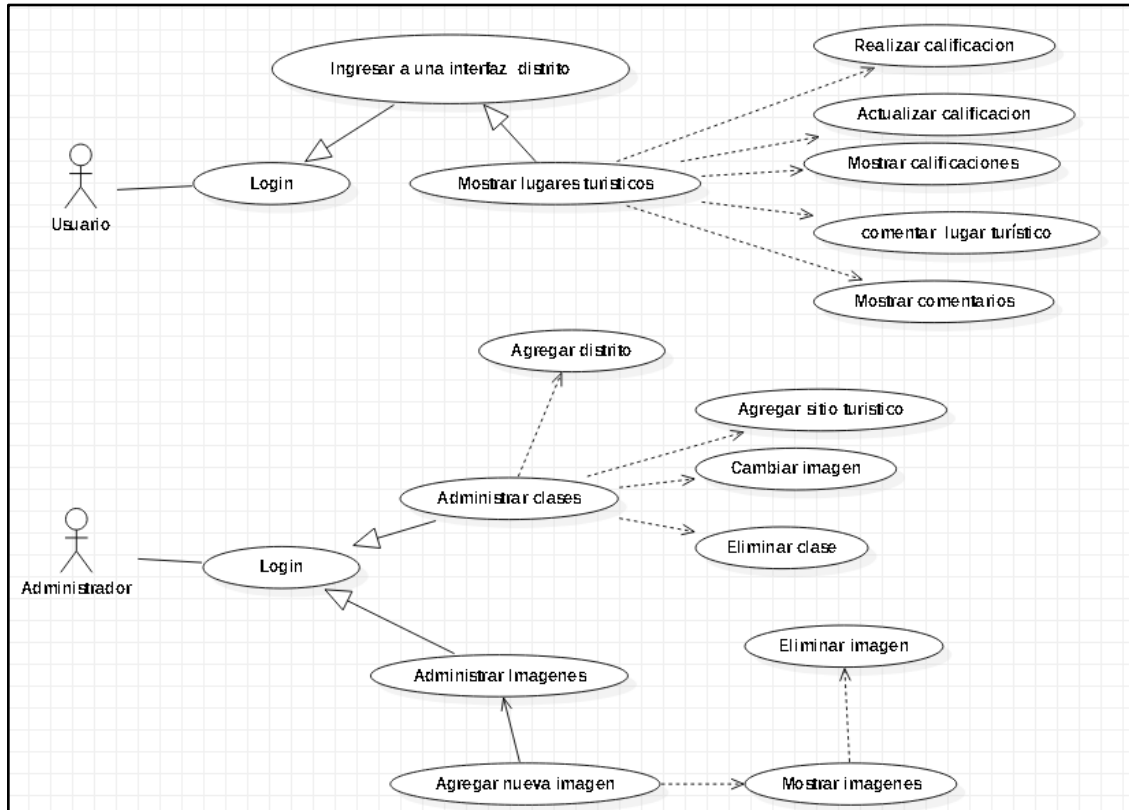 Realizar calificacion
Ingresar a una interfaz distrito
Actualizar calificacion
Mostrar calificaciones
Login
Mostrar lugares turisticos
Usuario
comentar lugar turístico
Mostrar comentarios
Agregar distrito
Agregar sitio turistico
Cambiar imagen
Administrar clases
Eliminar clase
Login
Administrador
Eliminar imagen
Administrar Imagenes
Agregar nueva imagen
Mostrar imagenes